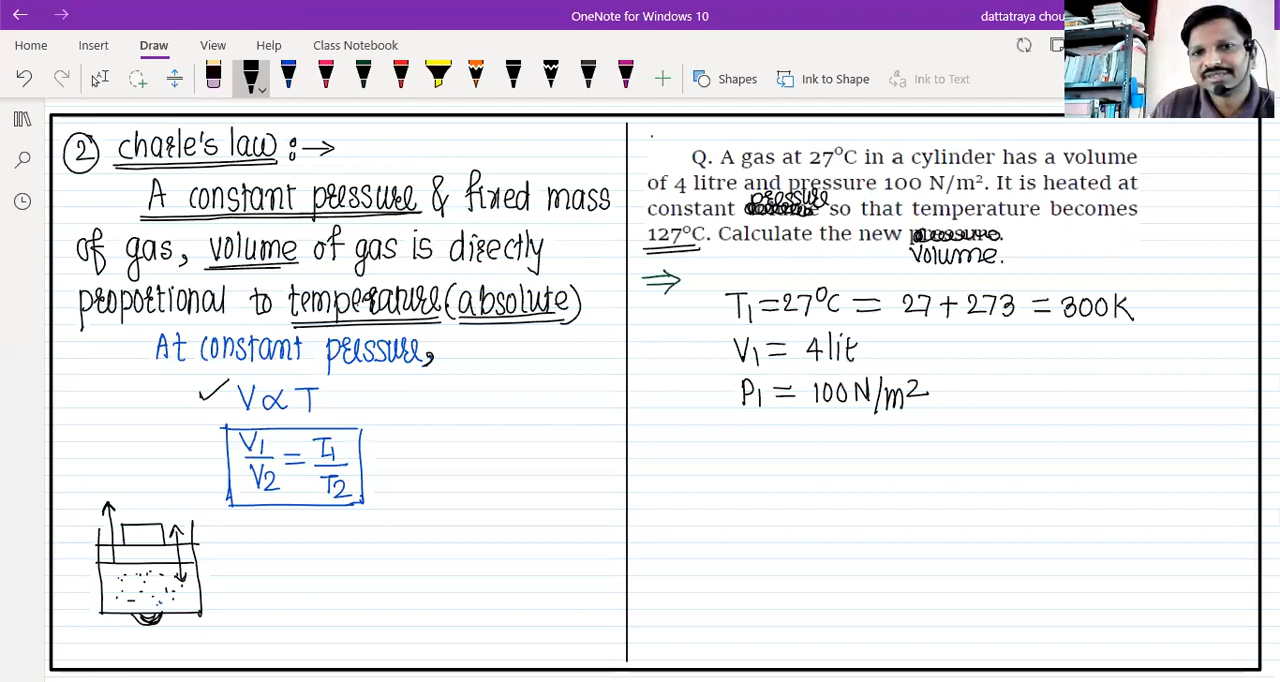 OneNote for Windows 10
dattatraya chou
Home Insert Draw View Help Class Notebook
Shapes Ink to Shape Ink to Text
2 charle's law :→
A constant pressure & fixed mass
of gas, volume of gas is directly
propotional to temperature (absolute)
At constant pressure,
V ∝ T
V1/V2 = T1/T2
Q. A gas at 27°C in a cylinder has a volume
of 4 litre and pressure 100 N/m². It is heated at
pressure
constant so that temperature becomes
127°C. Calculate the new
volume.
⇒
T1 = 27°C = 27 + 273 = 300K
V1 = 4 lit
P1 = 100 N/m2